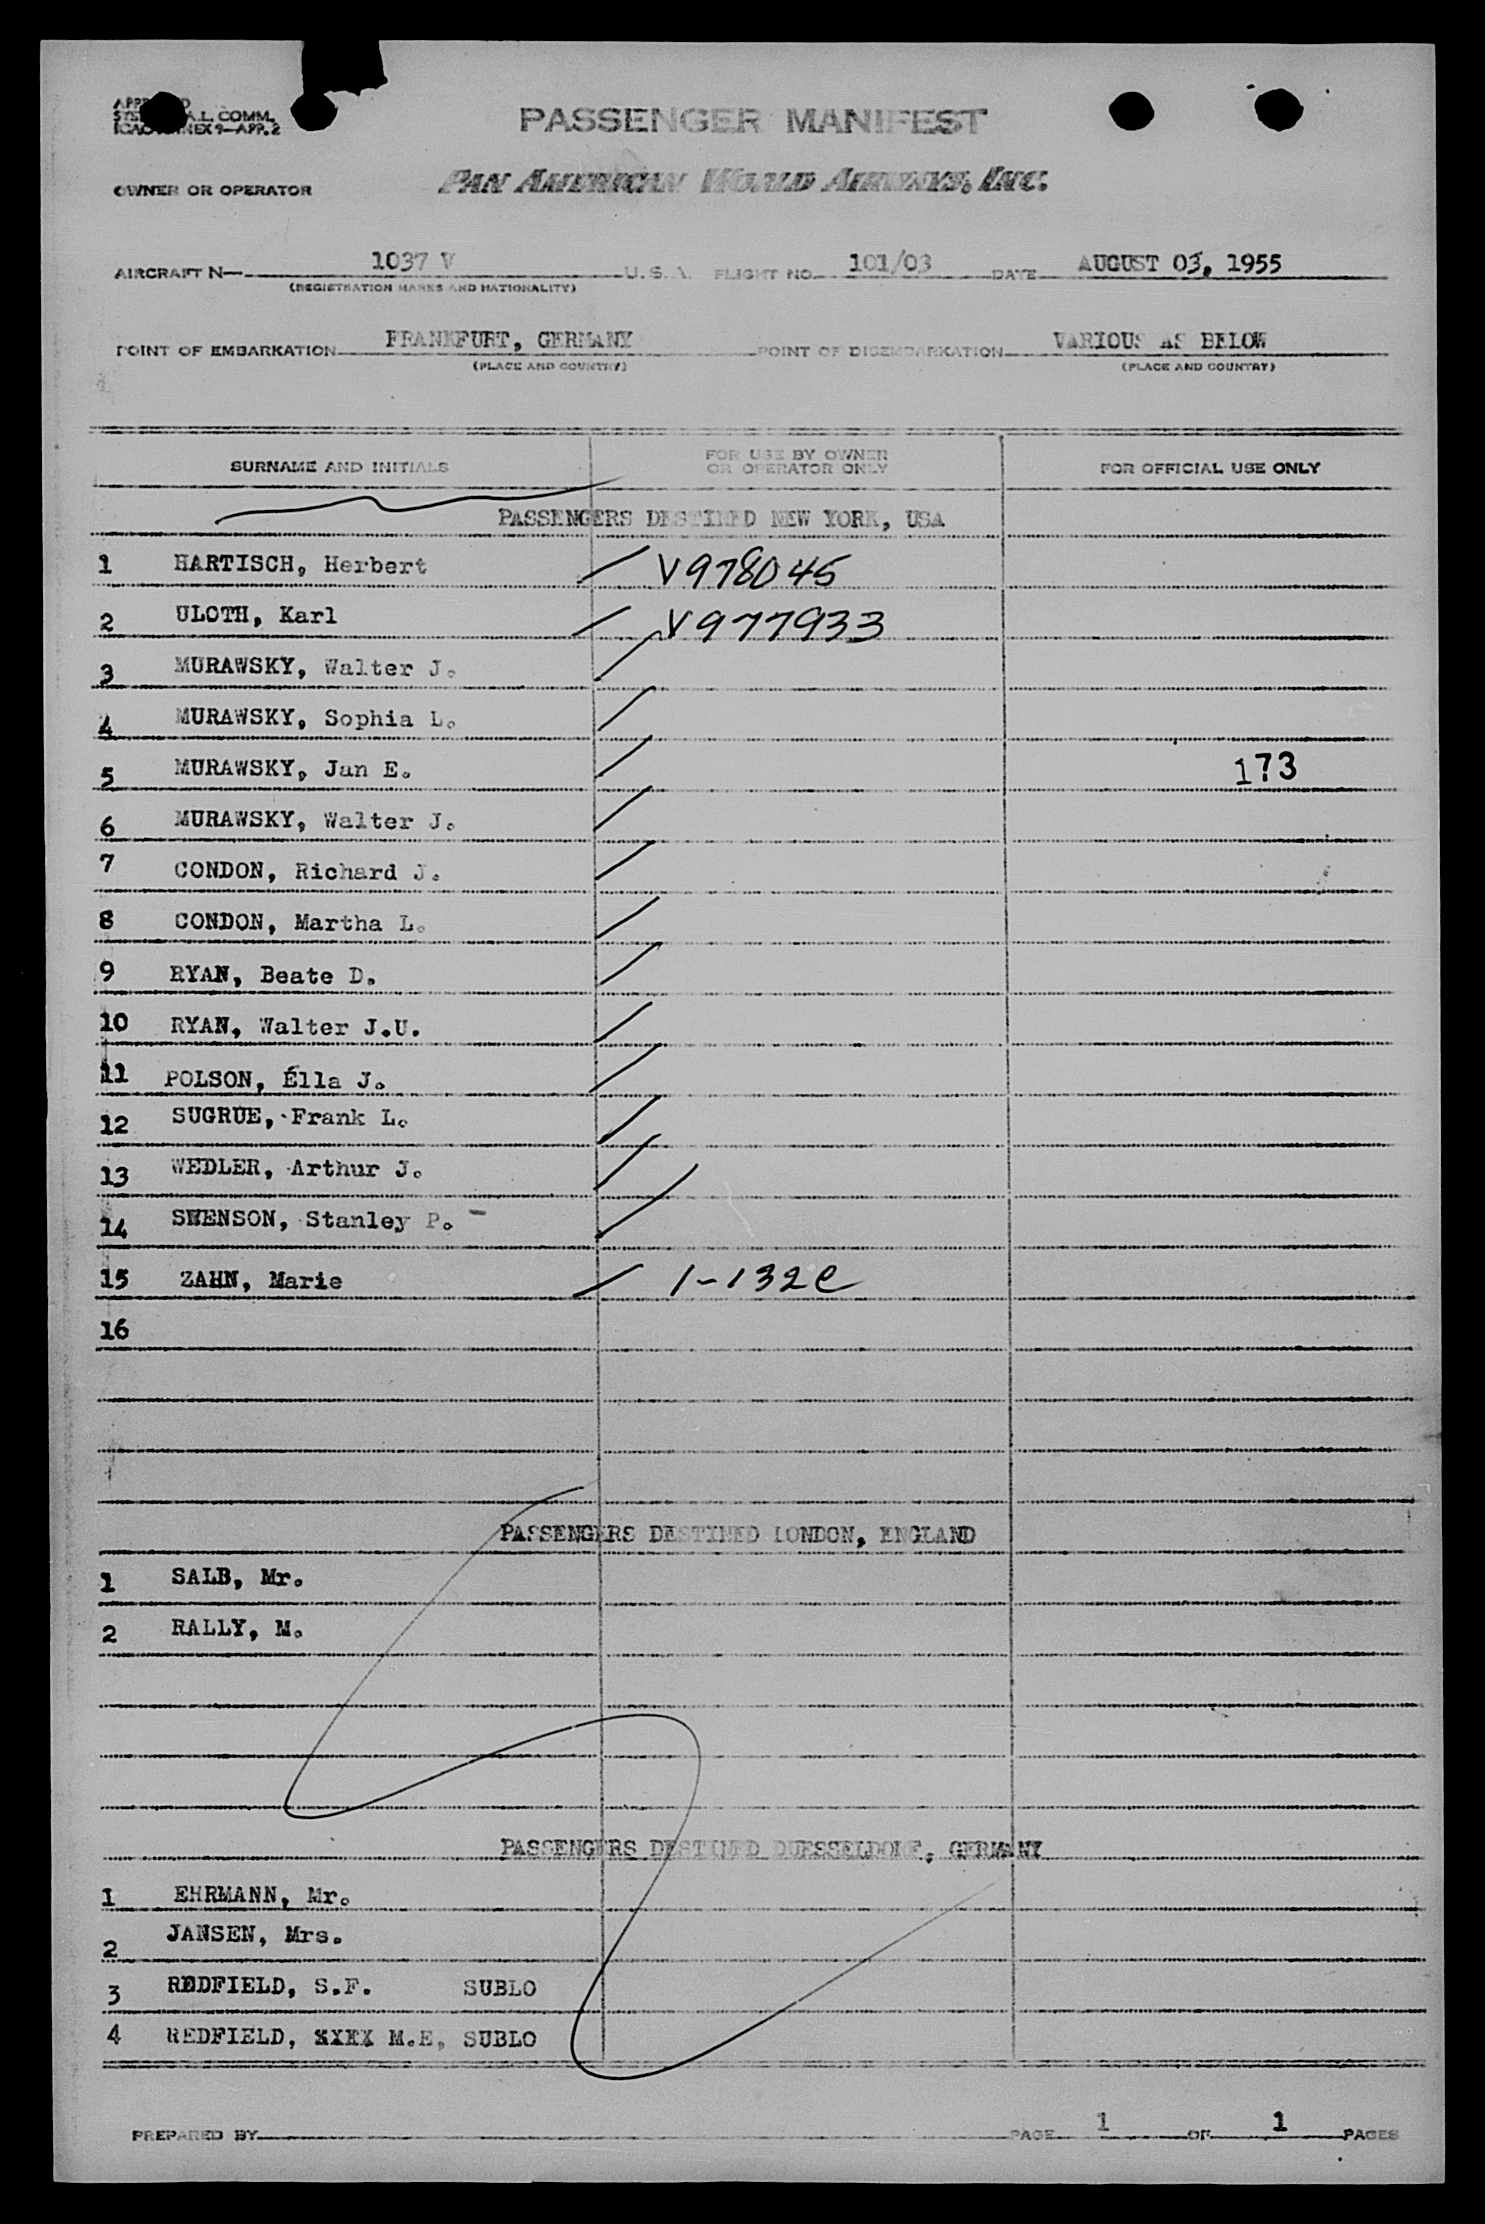 PASSENGER MANIFEST
A.L. COMM.
9—APP. 2
OWNER OR OPERATOR PAN AMERICAN WORLD AIRWAYS, INC.
AIRCRAFT N— 1037 V U.S.A. FLIGHT NO. 101/03 DATE AUGUST 03, 1955
(REGISTRATION MARKS AND NATIONALITY)
POINT OF EMBARKATION FRANKFURT, GERMANY POINT OF DISEMBARKATION VARIOUS AS BELOW
(PLACE AND COUNTRY) (PLACE AND COUNTRY)
SURNAME AND INITIALS FOR USE BY OWNER OR OPERATOR ONLY FOR OFFICIAL USE ONLY
PASSENGERS DESTINED NEW YORK, USA
1 HARTISCH, Herbert V978045
2 ULOTH, Karl V977933
3 MURAWSKY, Walter J.
4 MURAWSKY, Sophia L.
5 MURAWSKY, Jan E. 173
6 MURAWSKY, Walter J.
7 CONDON, Richard J.
8 CONDON, Martha L.
9 RYAN, Beate D.
10 RYAN, Walter J.U.
11 POLSON, Élla J.
12 SUGRUE, Frank L.
13 WEDLER, Arthur J.
14 SWENSON, Stanley P.
15 ZAHN, Marie 1-132e
16
PASSENGERS DESTINED LONDON, ENGLAND
1 SALB, Mr.
2 RALLY, M.
PASSENGERS DESTINED DUESSELDORF, GERMANY
1 EHRMANN, Mr.
2 JANSEN, Mrs.
3 REDFIELD, S.F. SUBLO
4 REDFIELD, XXXX M.E, SUBLO
PREPARED BY PAGE 1 OF 1 PAGES